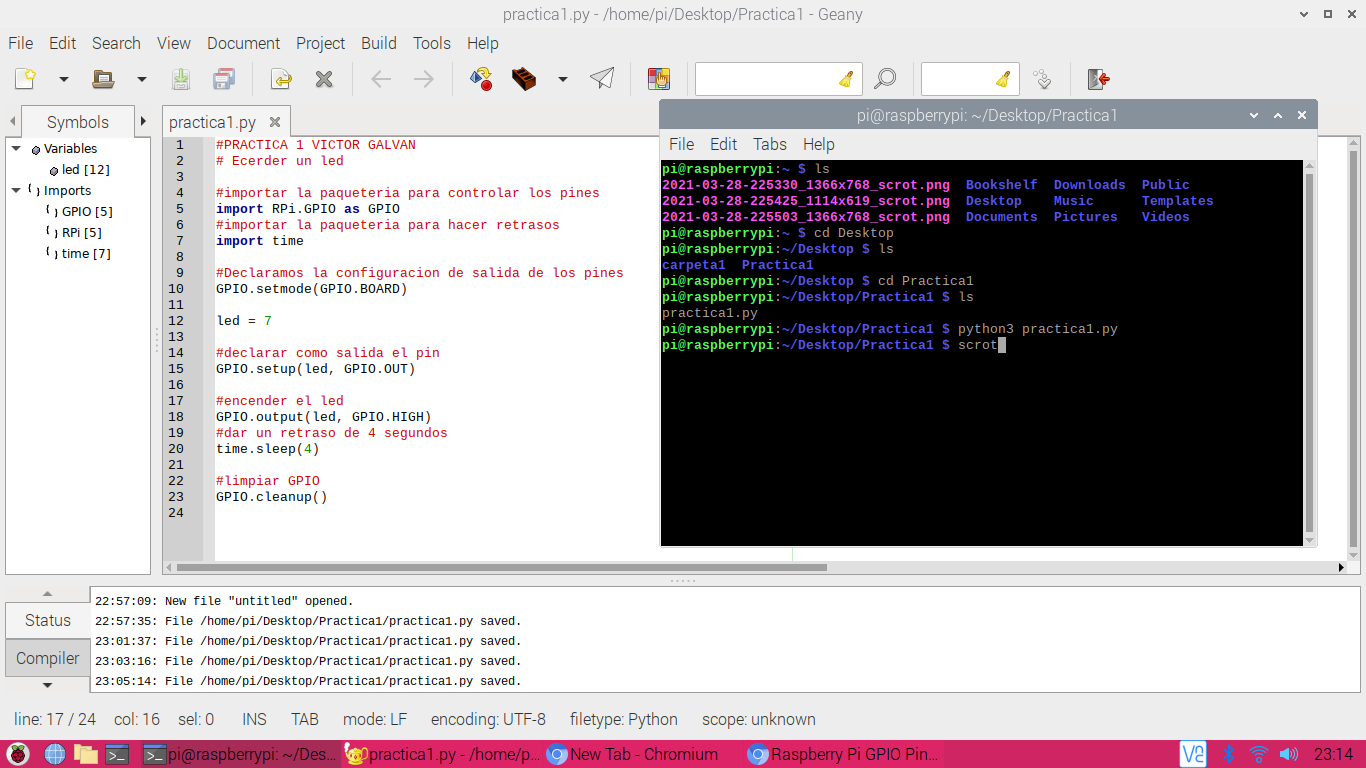 practica1.py - /home/pi/Desktop/Practica1 - Geany
File Edit Search View Document Project Build Tools Help
Symbols
Variables
led [12]
Imports
GPIO [5]
RPi [5]
time [7]
practica1.py
1 #PRACTICA 1 VICTOR GALVAN
2 # Ecerder un led
3
4 #importar la paqueteria para controlar los pines
5 import RPi.GPIO as GPIO
6 #importar la paqueteria para hacer retrasos
7 import time
8
9 #Declaramos la configuracion de salida de los pines
10 GPIO.setmode(GPIO.BOARD)
11
12 led = 7
13
14 #declarar como salida el pin
15 GPIO.setup(led, GPIO.OUT)
16
17 #encender el led
18 GPIO.output(led, GPIO.HIGH)
19 #dar un retraso de 4 segundos
20 time.sleep(4)
21
22 #limpiar GPIO
23 GPIO.cleanup()
24
pi@raspberrypi: ~/Desktop/Practica1
File Edit Tabs Help
pi@raspberrypi:~ $ ls
2021-03-28-225330_1366x768_scrot.png Bookshelf Downloads Public
2021-03-28-225425_1114x619_scrot.png Desktop Music Templates
2021-03-28-225503_1366x768_scrot.png Documents Pictures Videos
pi@raspberrypi:~ $ cd Desktop
pi@raspberrypi:~/Desktop $ ls
carpeta1 Practica1
pi@raspberrypi:~/Desktop $ cd Practica1
pi@raspberrypi:~/Desktop/Practica1 $ ls
practica1.py
pi@raspberrypi:~/Desktop/Practica1 $ python3 practica1.py
pi@raspberrypi:~/Desktop/Practica1 $ scrot
Status
Compiler
22:57:09: New file "untitled" opened.
22:57:35: File /home/pi/Desktop/Practica1/practica1.py saved.
23:01:37: File /home/pi/Desktop/Practica1/practica1.py saved.
23:03:16: File /home/pi/Desktop/Practica1/practica1.py saved.
23:05:14: File /home/pi/Desktop/Practica1/practica1.py saved.
line: 17 / 24 col: 16 sel: 0 INS TAB mode: LF encoding: UTF-8 filetype: Python scope: unknown
pi@raspberrypi: ~/Des... practica1.py - /home/p... New Tab - Chromium Raspberry Pi GPIO Pin... 23:14